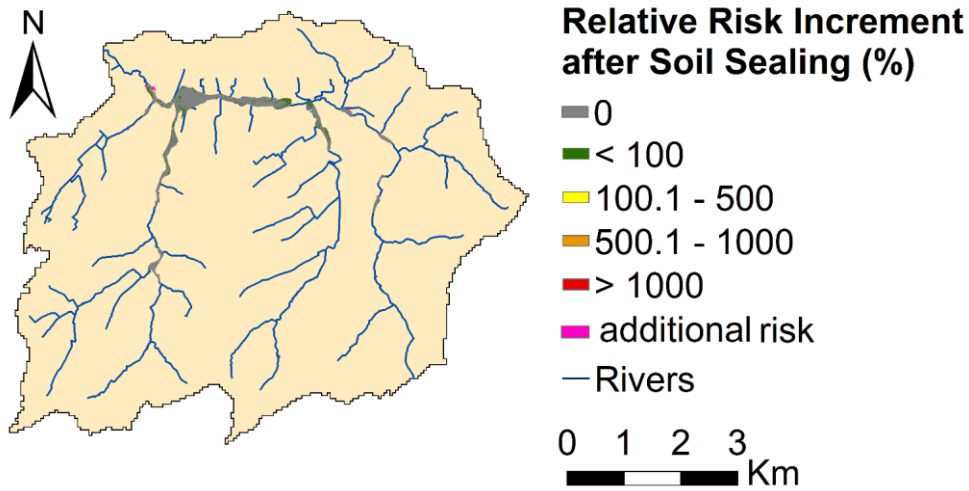 N
Relative Risk Increment
after Soil Sealing (%)
0
< 100
100.1 - 500
500.1 - 1000
> 1000
additional risk
Rivers
0 1 2 3
Km